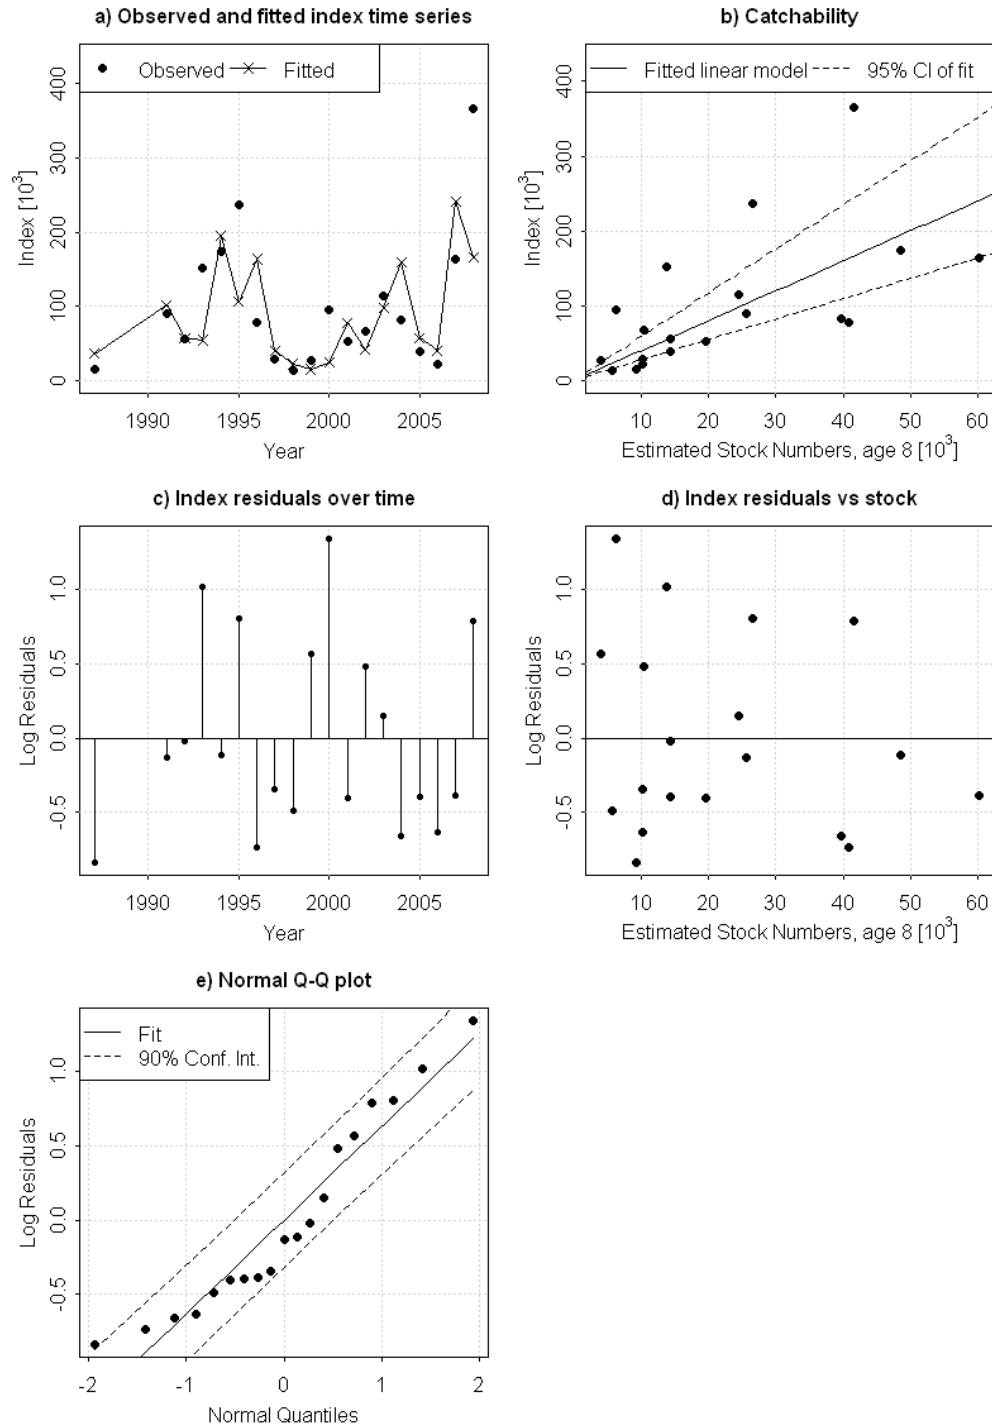 a) Observed and fitted index time series
Observed Fitted
Index [10³]
0 100 200 300 400
1990 1995 2000 2005
Year
b) Catchability
Fitted linear model 95% CI of fit
Index [10³]
0 100 200 300 400
10 20 30 40 50 60
Estimated Stock Numbers, age 8 [10³]
c) Index residuals over time
Log Residuals
-0.5 0.0 0.5 1.0
1990 1995 2000 2005
Year
d) Index residuals vs stock
Log Residuals
-0.5 0.0 0.5 1.0
10 20 30 40 50 60
Estimated Stock Numbers, age 8 [10³]
e) Normal Q-Q plot
Fit
90% Conf. Int.
Log Residuals
-0.5 0.0 0.5 1.0
-2 -1 0 1 2
Normal Quantiles